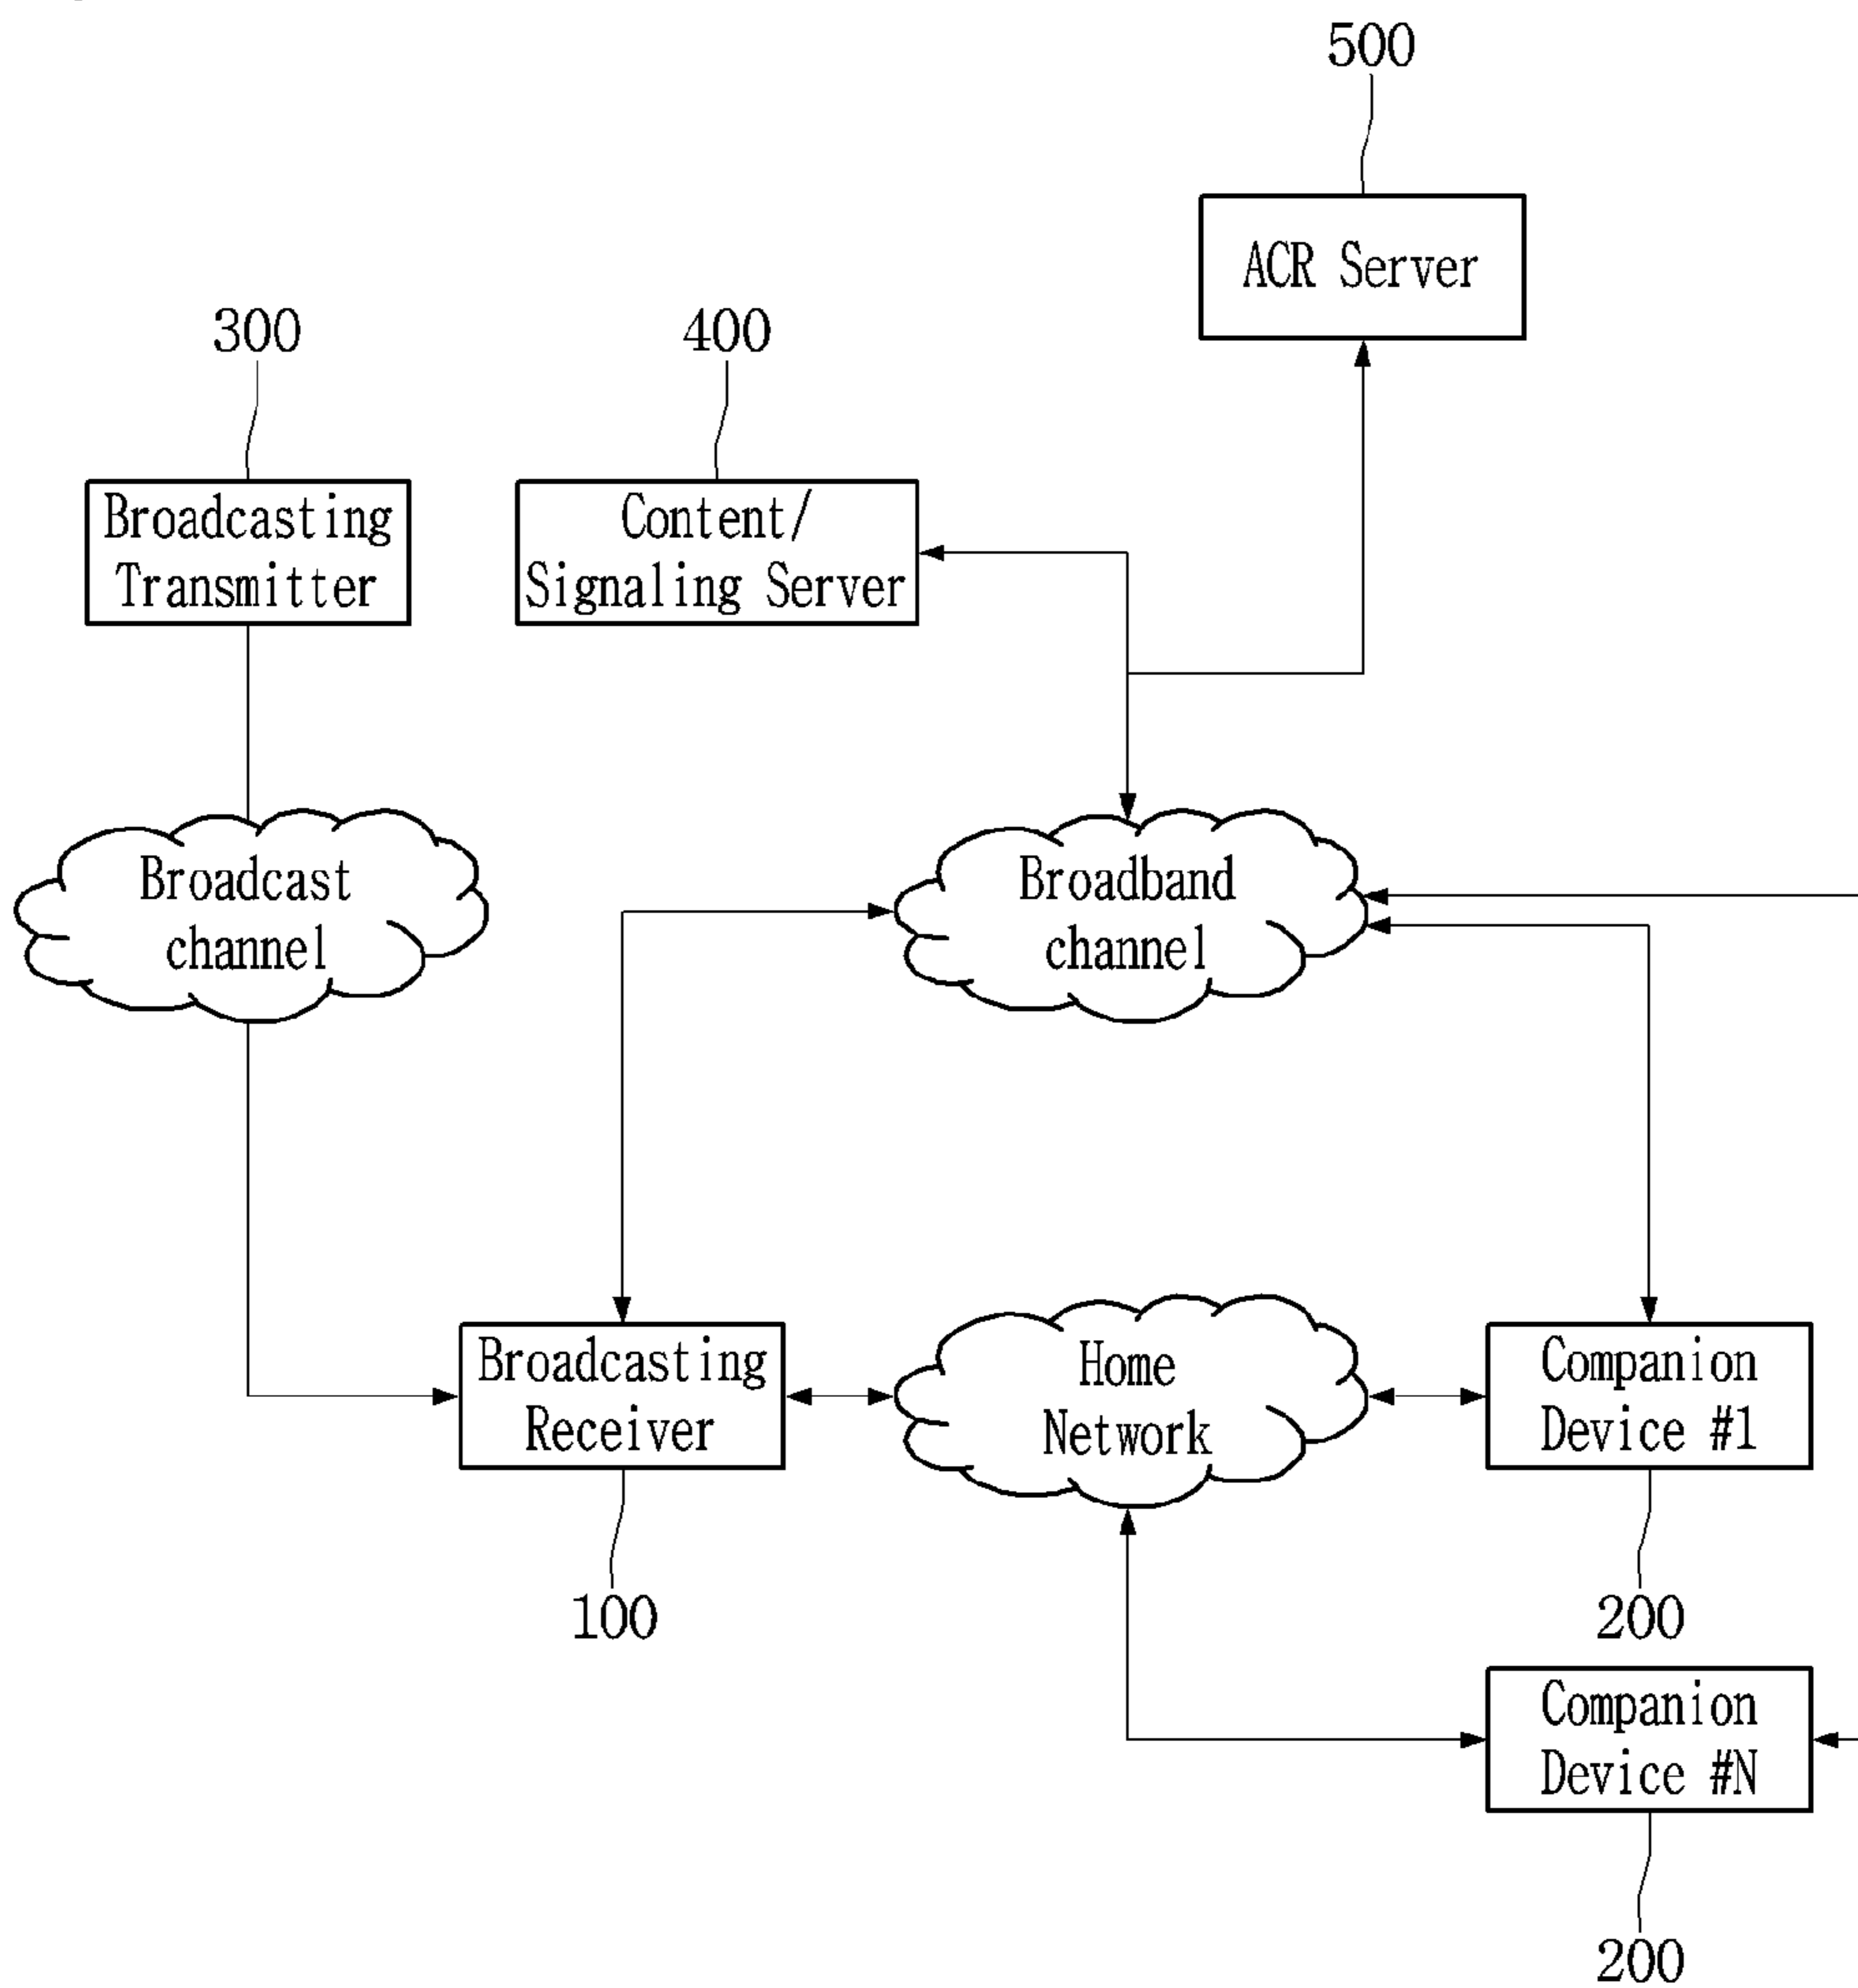 500
ACR Server
300
400
Broadcasting
Transmitter
Content/
Signaling Server
Broadcast
channel
Broadband
channel
Broadcasting
Receiver
Home
Network
Companion
Device #1
100
200
Companion
Device #N
200